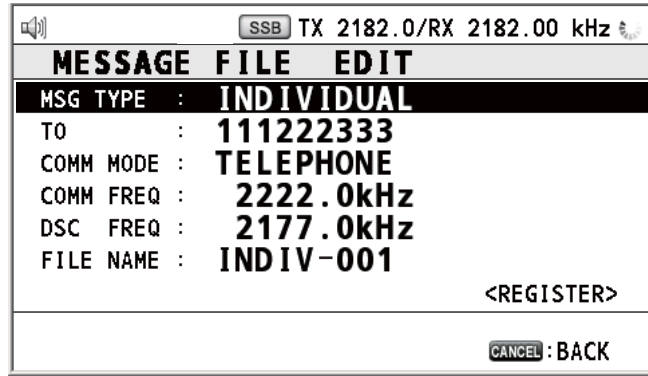 SSB TX 2182.0/RX 2182.00 kHz
MESSAGE FILE EDIT
MSG TYPE : INDIVIDUAL
TO : 111222333
COMM MODE : TELEPHONE
COMM FREQ : 2222.0kHz
DSC FREQ : 2177.0kHz
FILE NAME : INDIV-001
<REGISTER>
CANCEL : BACK